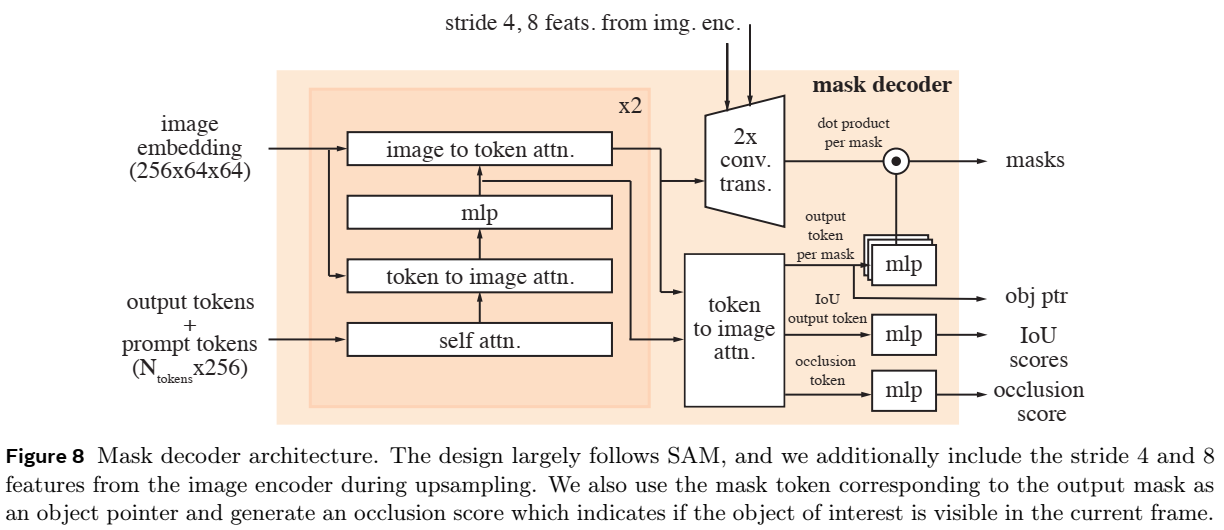 stride 4, 8 feats. from img. enc.
mask decoder
x2
image
embedding
(256x64x64)
image to token attn.
mlp
token to image attn.
self attn.
output tokens
+
prompt tokens
(Ntokensx256)
2x
conv.
trans.
dot product
per mask
masks
output
token
per mask
mlp
obj ptr
token
to image
attn.
IoU
output token
mlp
IoU
scores
occlusion
token
mlp
occlusion
score
Figure 8 Mask decoder architecture. The design largely follows SAM, and we additionally include the stride 4 and 8
features from the image encoder during upsampling. We also use the mask token corresponding to the output mask as
an object pointer and generate an occlusion score which indicates if the object of interest is visible in the current frame.